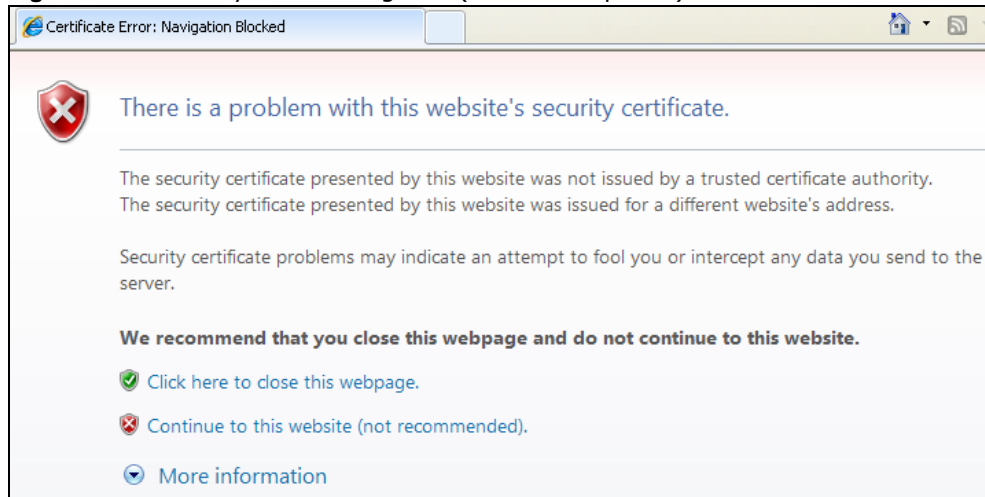 Certificate Error: Navigation Blocked
There is a problem with this website's security certificate.
The security certificate presented by this website was not issued by a trusted certificate authority.
The security certificate presented by this website was issued for a different website's address.
Security certificate problems may indicate an attempt to fool you or intercept any data you send to the
server.
We recommend that you close this webpage and do not continue to this website.
Click here to close this webpage.
Continue to this website (not recommended).
More information